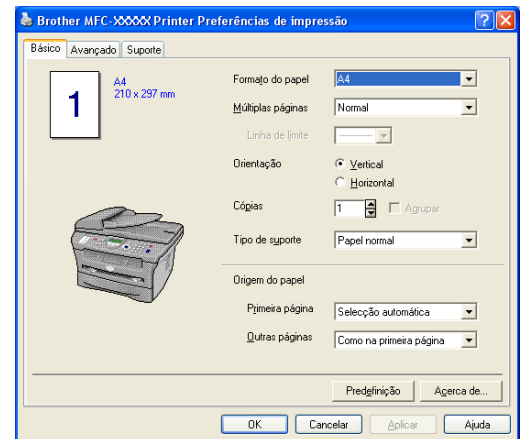 Brother MFC-XXXXX Printer Preferências de impressão
Básico Avançado Suporte
1
A4
210 x 297 mm
Formato do papel A4
Múltiplas páginas Normal
Linha de limite
Orientação Vertical
Horizontal
Cópias 1 Agrupar
Tipo de suporte Papel normal
Origem do papel
Primeira página Selecção automática
Outras páginas Como na primeira página
Predefinição Acerca de...
OK Cancelar Aplicar Ajuda